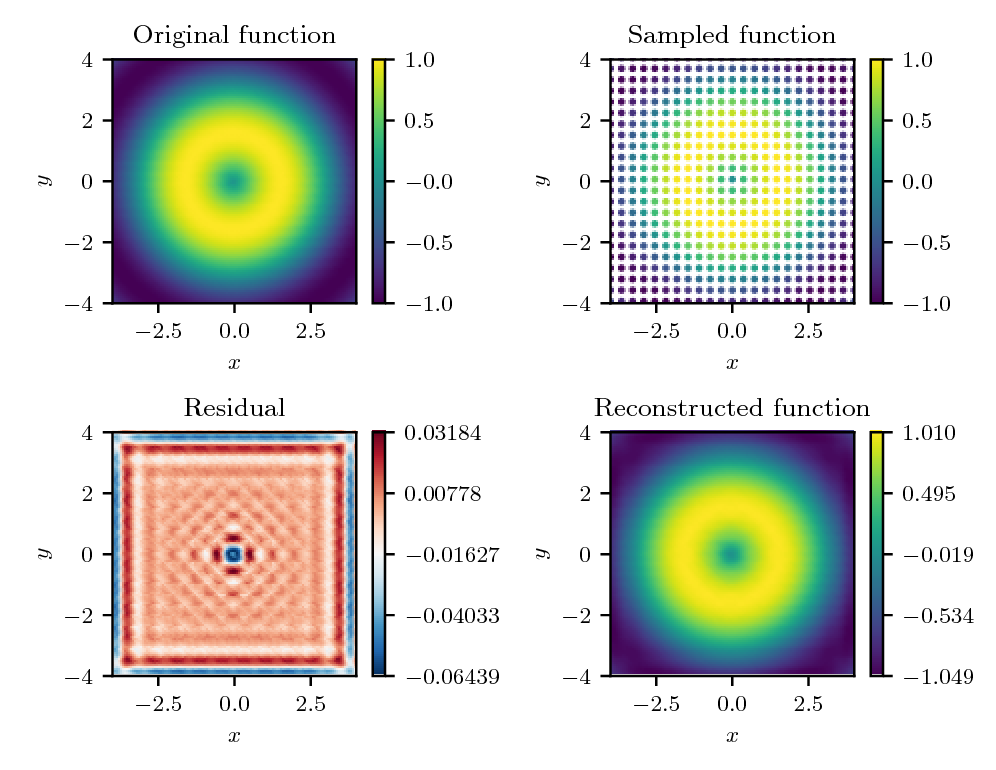 Original function
4
2
0
−2
−4
y
−2.5 0.0 2.5
x
1.0
0.5
−0.0
−0.5
−1.0
Sampled function
4
2
0
−2
−4
y
−2.5 0.0 2.5
x
1.0
0.5
0.0
−0.5
−1.0
Residual
4
2
0
−2
−4
y
−2.5 0.0 2.5
x
0.03184
0.00778
−0.01627
−0.04033
−0.06439
Reconstructed function
4
2
0
−2
−4
y
−2.5 0.0 2.5
x
1.010
0.495
−0.019
−0.534
−1.049